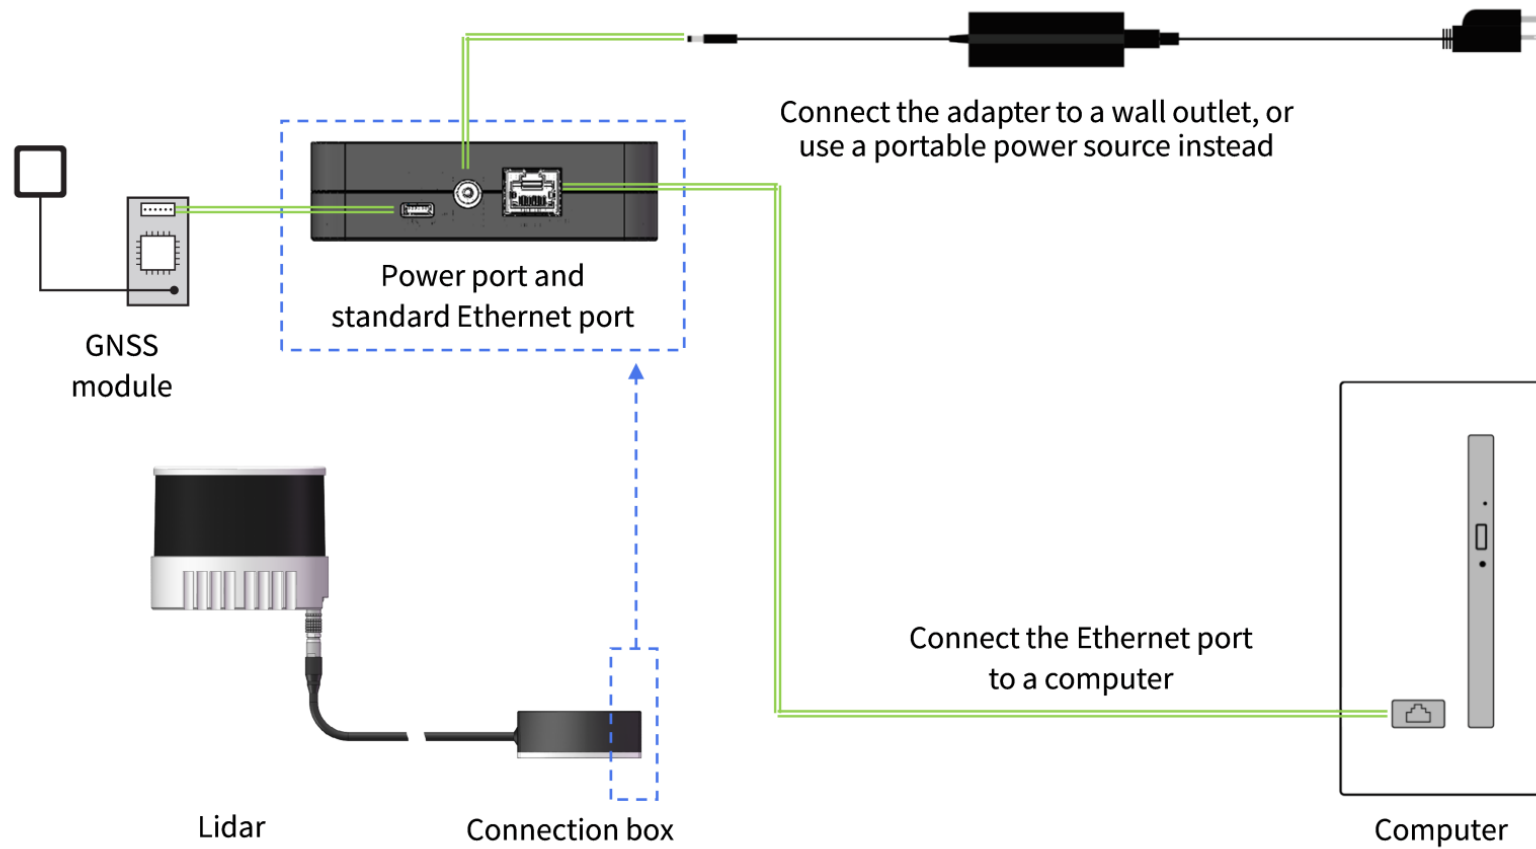 Connect the adapter to a wall outlet, or
use a portable power source instead
Power port and
standard Ethernet port
GNSS
module
Connect the Ethernet port
to a computer
Lidar
Connection box
Computer